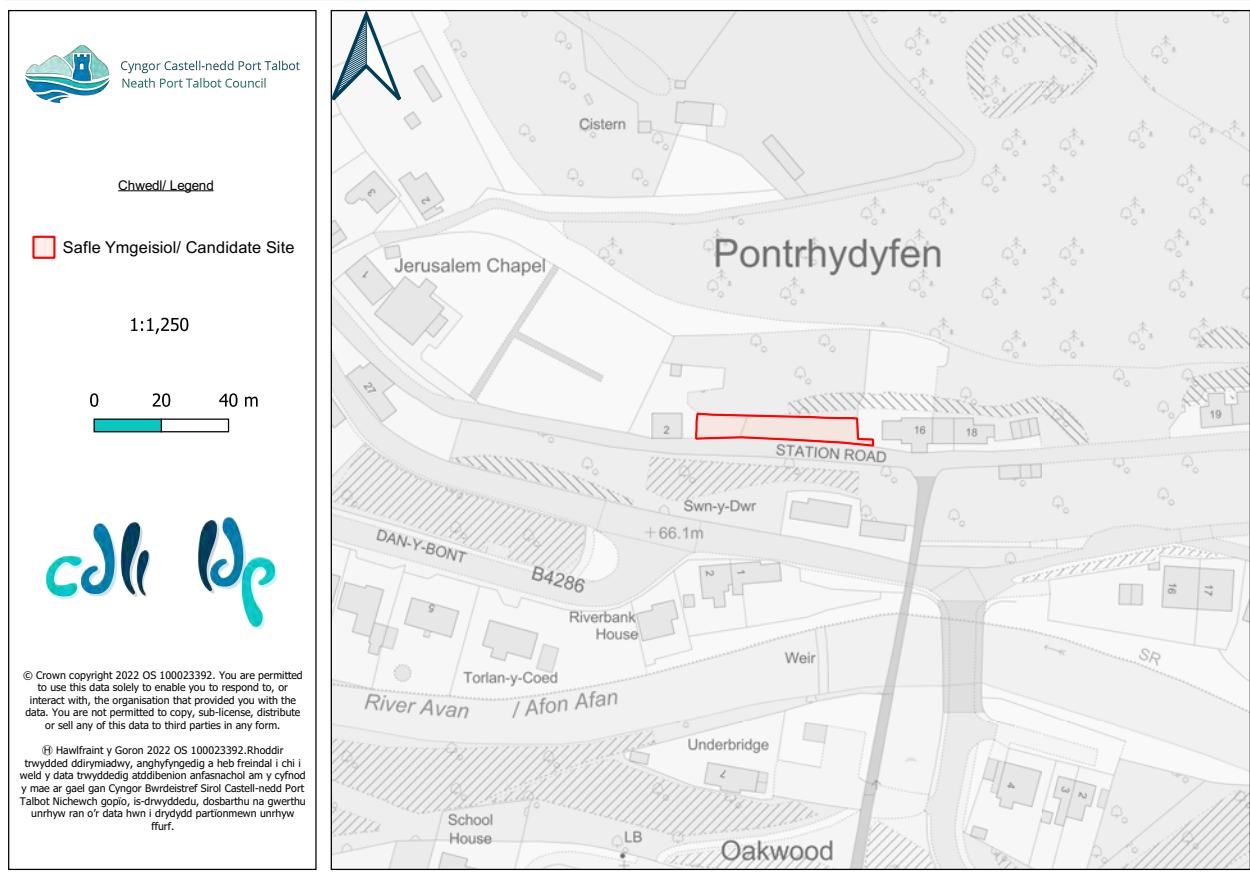 Cyngor Castell-nedd Port Talbot
Neath Port Talbot Council
Chwedl/ Legend
Safle Ymgeisiol/ Candidate Site
1:1,250
0 20 40 m
cdll ldp
© Crown copyright 2022 OS 100023392. You are permitted
to use this data solely to enable you to respond to, or
interact with, the organisation that provided you with the
data. You are not permitted to copy, sub-license, distribute
or sell any of this data to third parties in any form.
Ⓗ Hawlfraint y Goron 2022 OS 100023392.Rhoddir
trwydded ddirymiadwy, anghyfyngedig a heb freindal i chi i
weld y data trwyddedig atddibenion anfasnachol am y cyfnod
y mae ar gael gan Cyngor Bwrdeistref Sirol Castell-nedd Port
Talbot Nichewch gopïo, is-drwyddedu, dosbarthu na gwerthu
unrhyw ran o'r data hwn i drydydd partïonmewn unrhyw
ffurf.
Cistern
3
2
Pontrhydyfen
Jerusalem Chapel
1
27
2
16
18
19
STATION ROAD
Swn-y-Dwr
+66.1m
DAN-Y-BONT
B4286
2
1
16
17
5
Riverbank
House
Torlan-y-Coed
Weir
SR
River Avan / Afon Afan
Underbridge
7
4
3
2
School
House
LB
Oakwood